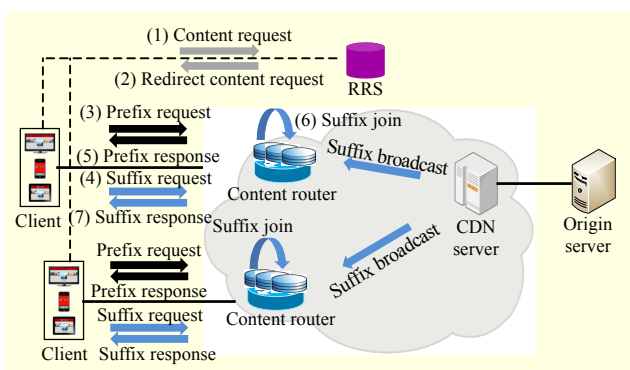 (1) Content request
(2) Redirect content request
RRS
(3) Prefix request
(6) Suffix join
(5) Prefix response
(4) Suffix request
(7) Suffix response
Client
Content router
Suffix broadcast
CDN
server
Origin
server
Suffix join
Suffix broadcast
Prefix request
Prefix response
Suffix request
Suffix response
Client
Content router